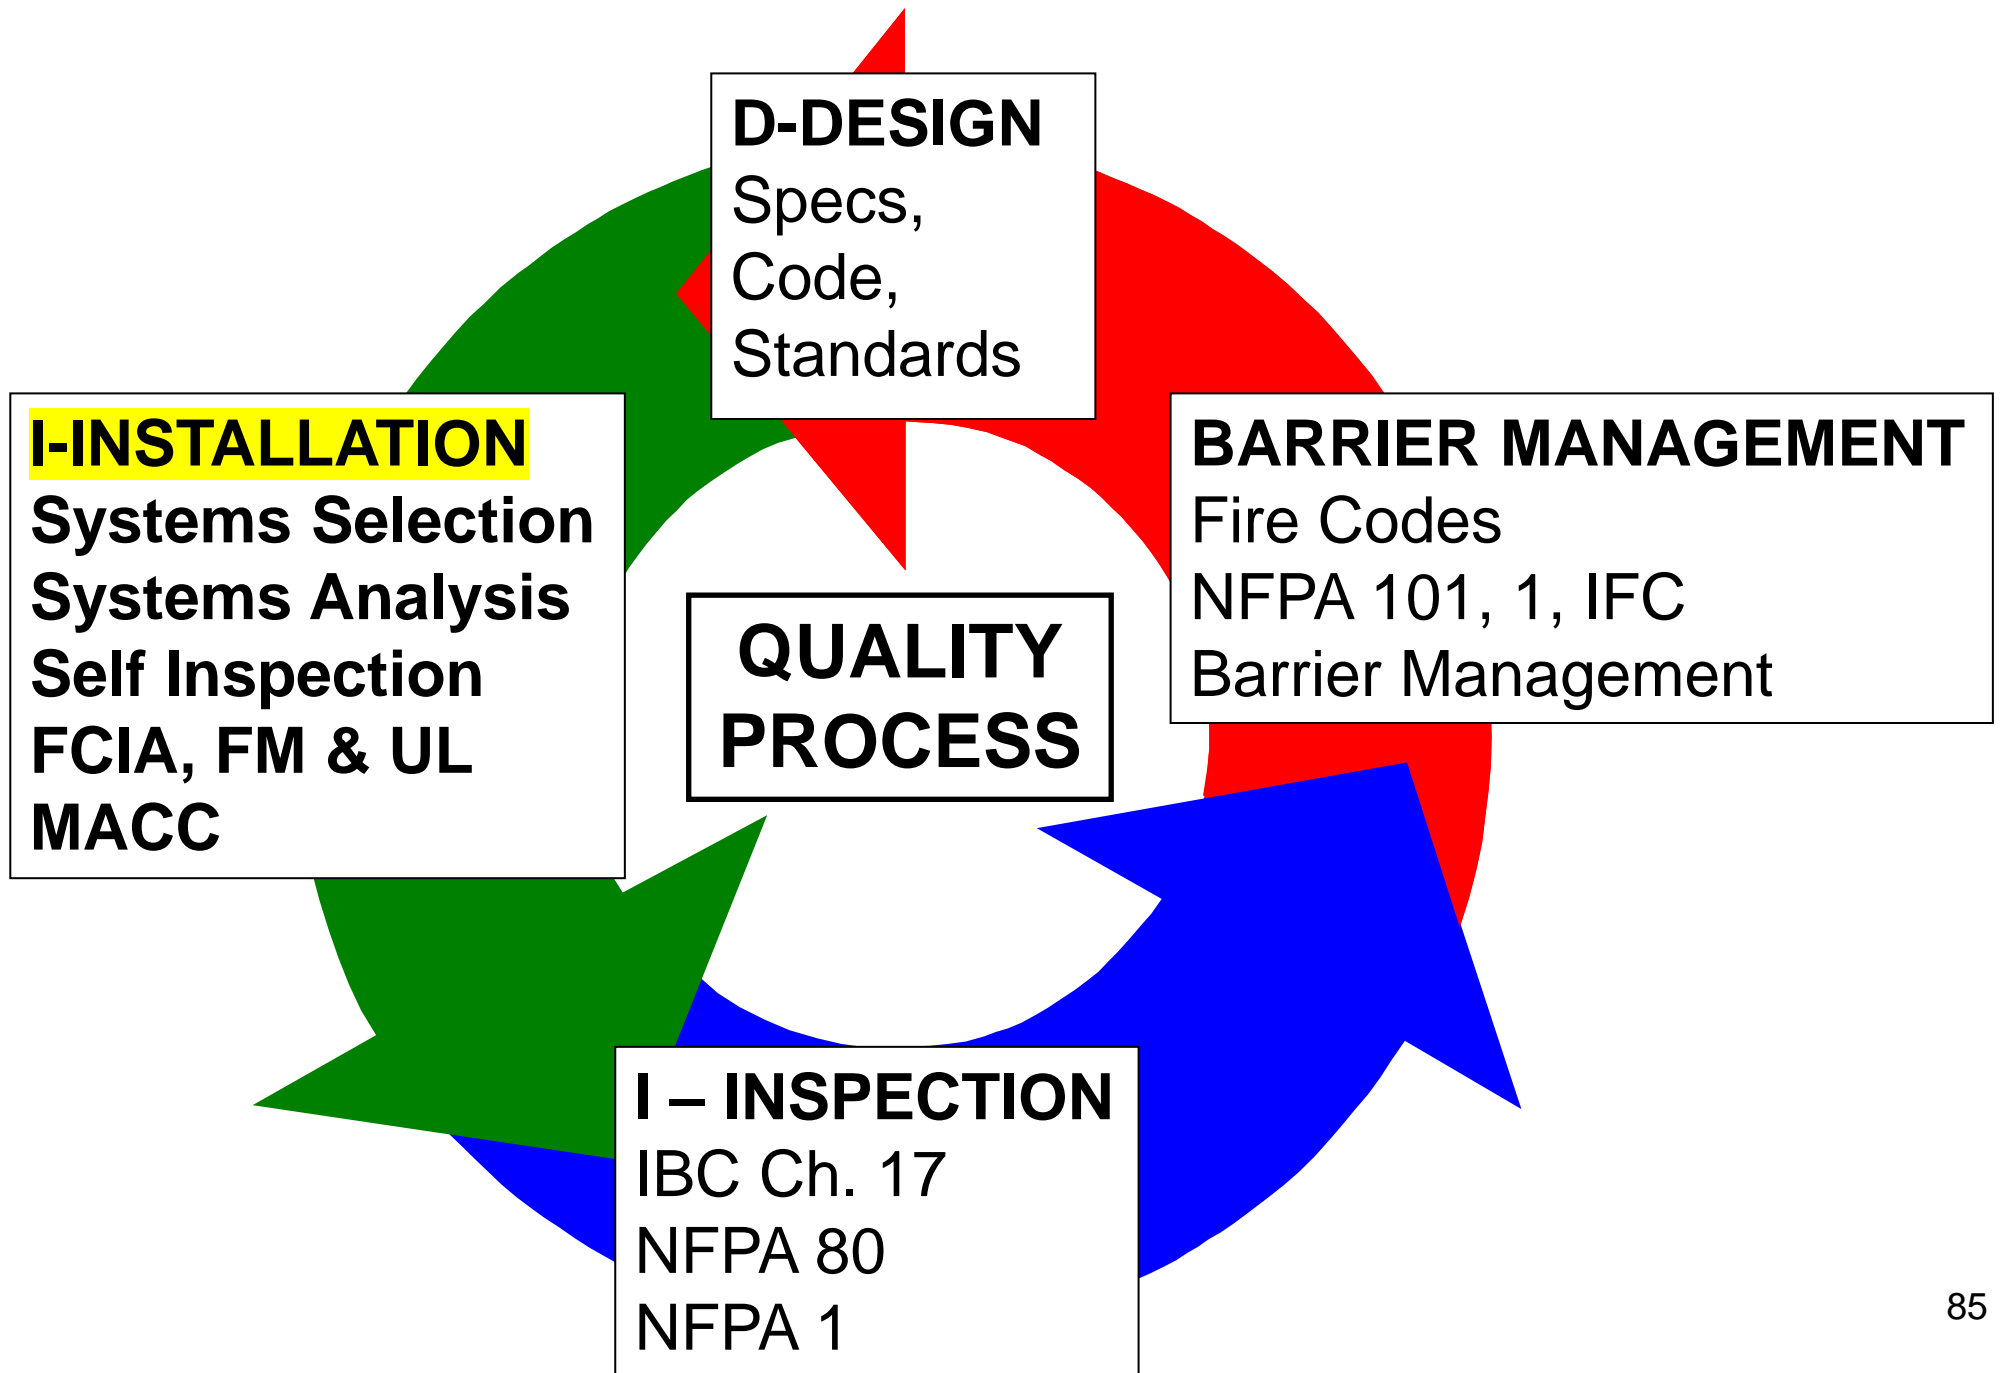 D-DESIGN
Specs,
Code,
Standards
I-INSTALLATION
Systems Selection
Systems Analysis
Self Inspection
FCIA, FM & UL
MACC
QUALITY
PROCESS
BARRIER MANAGEMENT
Fire Codes
NFPA 101, 1, IFC
Barrier Management
I – INSPECTION
IBC Ch. 17
NFPA 80
NFPA 1
85